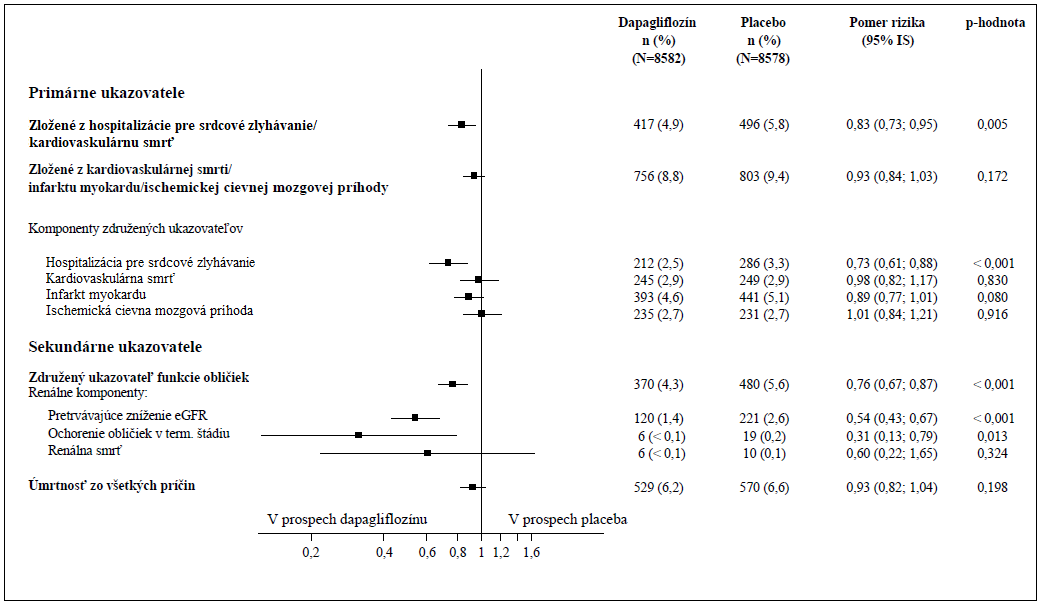 Dapagliflozín Placebo Pomer rizika p-hodnota
n (%) n (%) (95% IS)
(N=8582) (N=8578)
Primárne ukazovatele
Zložené z hospitalizácie pre srdcové zlyhávanie/
kardiovaskulárnu smrť 417 (4,9) 496 (5,8) 0,83 (0,73; 0,95) 0,005
Zložené z kardiovaskulárnej smrti/
infarktu myokardu/ischemickej cievnej mozgovej príhody 756 (8,8) 803 (9,4) 0,93 (0,84; 1,03) 0,172
Komponenty združených ukazovateľov
Hospitalizácia pre srdcové zlyhávanie 212 (2,5) 286 (3,3) 0,73 (0,61; 0,88) < 0,001
Kardiovaskulárna smrť 245 (2,9) 249 (2,9) 0,98 (0,82; 1,17) 0,830
Infarkt myokardu 393 (4,6) 441 (5,1) 0,89 (0,77; 1,01) 0,080
Ischemická cievna mozgová príhoda 235 (2,7) 231 (2,7) 1,01 (0,84; 1,21) 0,916
Sekundárne ukazovatele
Združený ukazovateľ funkcie obličiek 370 (4,3) 480 (5,6) 0,76 (0,67; 0,87) < 0,001
Renálne komponenty:
Pretrvávajúce zníženie eGFR 120 (1,4) 221 (2,6) 0,54 (0,43; 0,67) < 0,001
Ochorenie obličiek v term. štádiu 6 (< 0,1) 19 (0,2) 0,31 (0,13; 0,79) 0,013
Renálna smrť 6 (< 0,1) 10 (0,1) 0,60 (0,22; 1,65) 0,324
Úmrtnosť zo všetkých príčin 529 (6,2) 570 (6,6) 0,93 (0,82; 1,04) 0,198
V prospech dapagliflozínu V prospech placeba
0,2 0,4 0,6 0,8 1 1,2 1,6